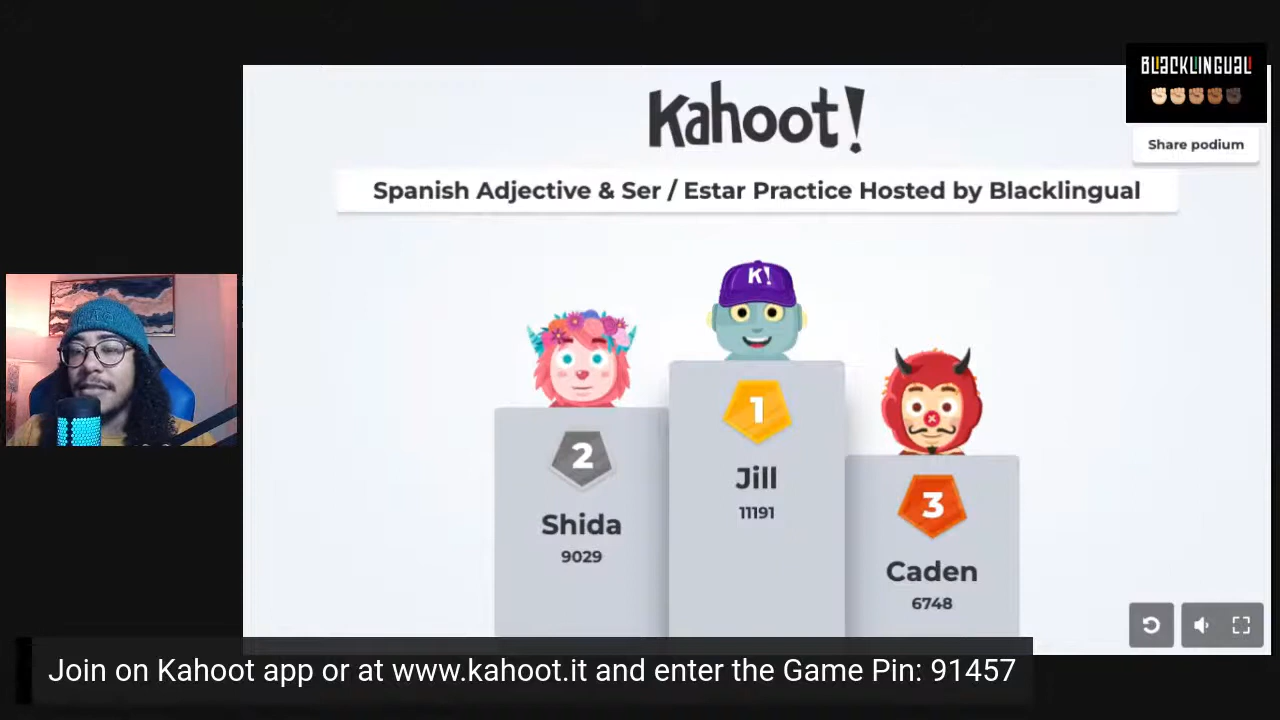 BLACKLINGUAL!
Kahoot!
Share podium
Spanish Adjective & Ser / Estar Practice Hosted by Blacklingual
K!
1
Jill
11191
2
Shida
9029
3
Caden
6748
Join on Kahoot app or at www.kahoot.it and enter the Game Pin: 91457